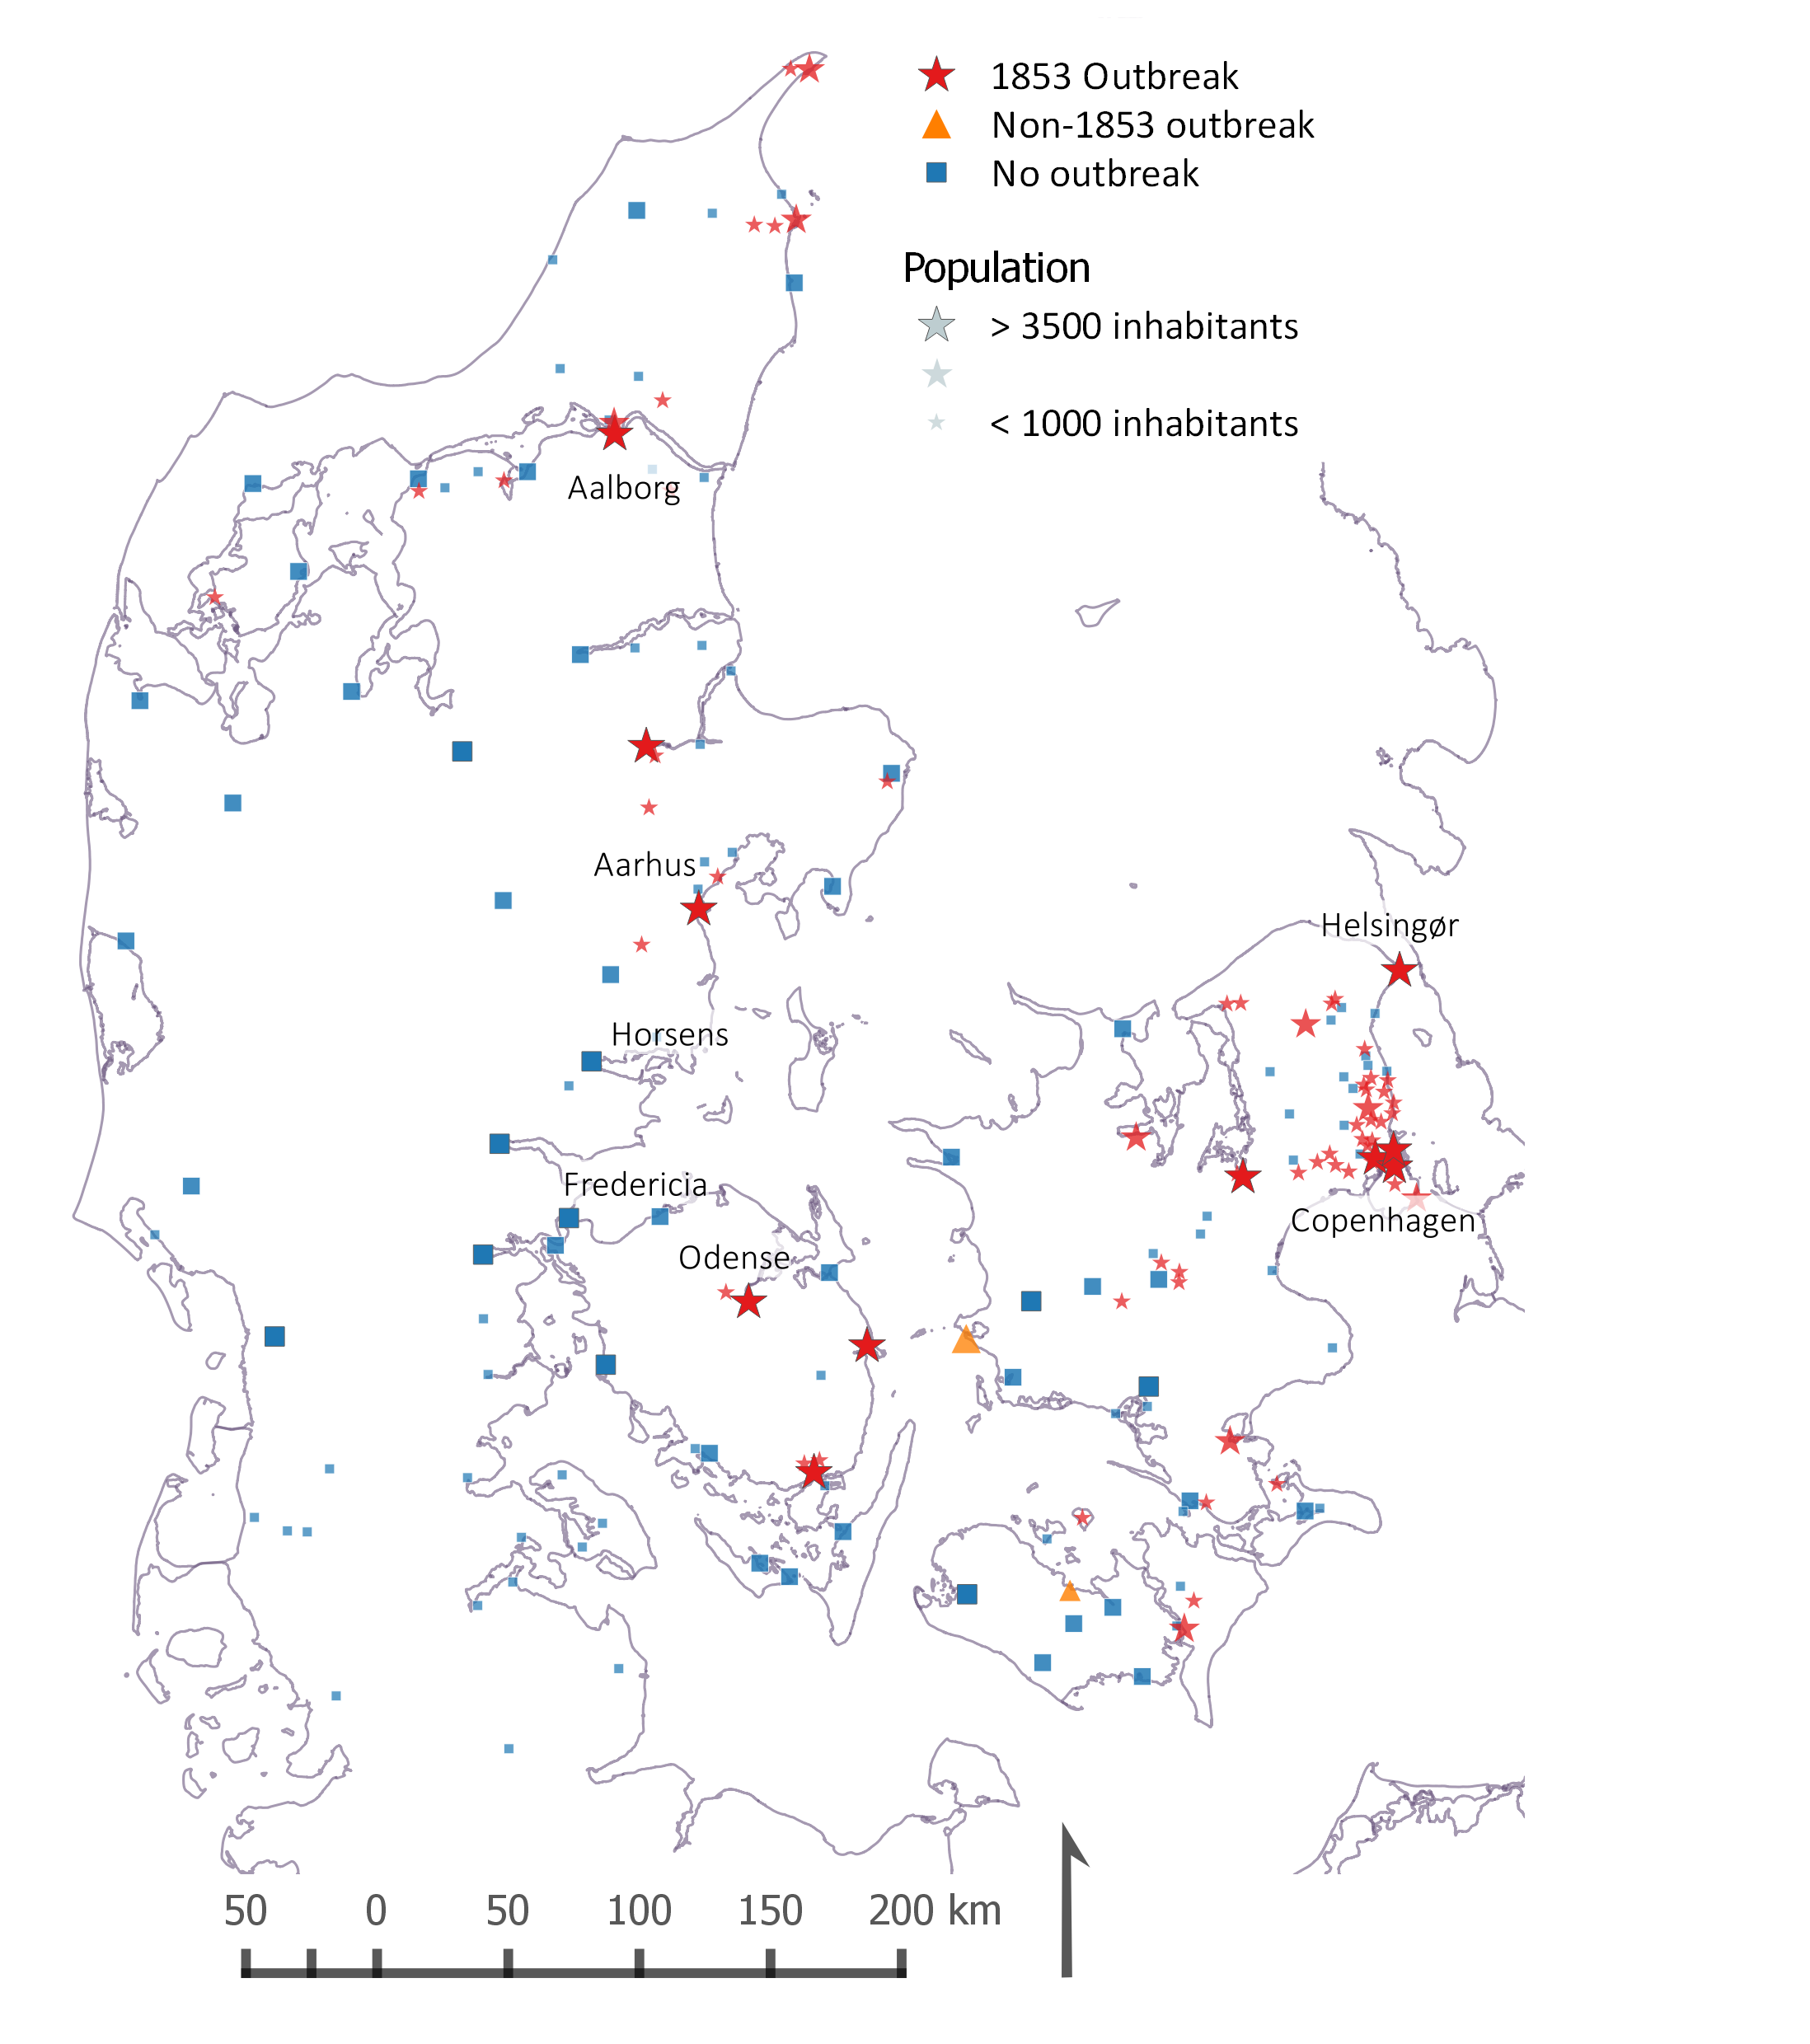 1853 Outbreak
Non-1853 outbreak
No outbreak
Population
> 3500 inhabitants
< 1000 inhabitants
Aalborg
Aarhus
Helsingør
Horsens
Fredericia
Copenhagen
Odense
50 0 50 100 150 200 km